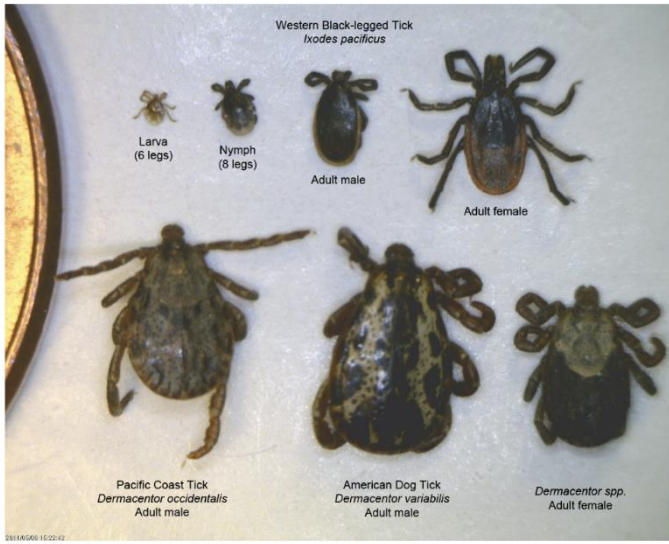 Western Black-legged Tick
Ixodes pacificus
Larva
(6 legs)
Nymph
(8 legs)
Adult male
Adult female
Pacific Coast Tick
Dermacentor occidentalis
Adult male
American Dog Tick
Dermacentor variabilis
Adult male
Dermacentor spp.
Adult female